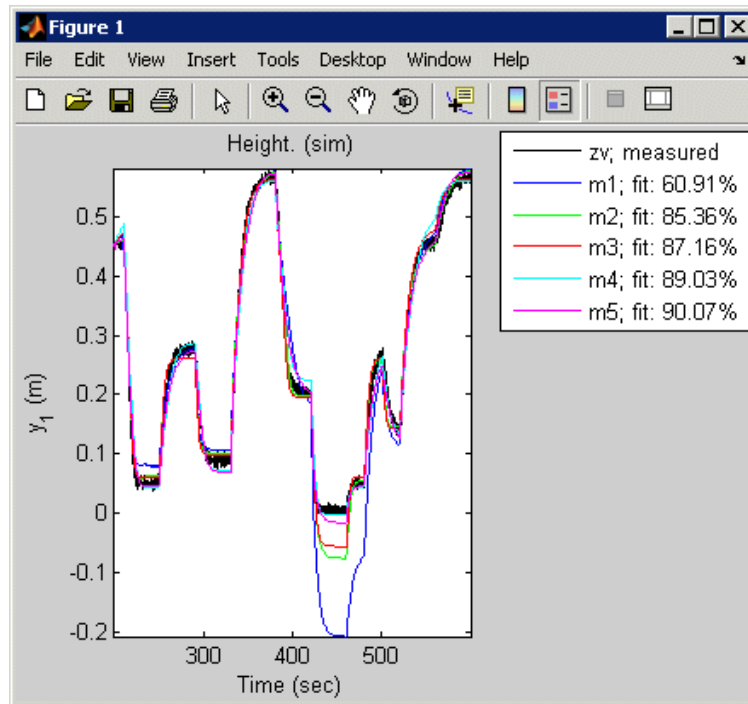 Figure 1
File Edit View Insert Tools Desktop Window Help
Height. (sim)
zv; measured
m1; fit: 60.91%
m2; fit: 85.36%
m3; fit: 87.16%
m4; fit: 89.03%
m5; fit: 90.07%
0.5
0.4
0.3
0.2
0.1
0
-0.1
-0.2
y1 (m)
300 400 500
Time (sec)